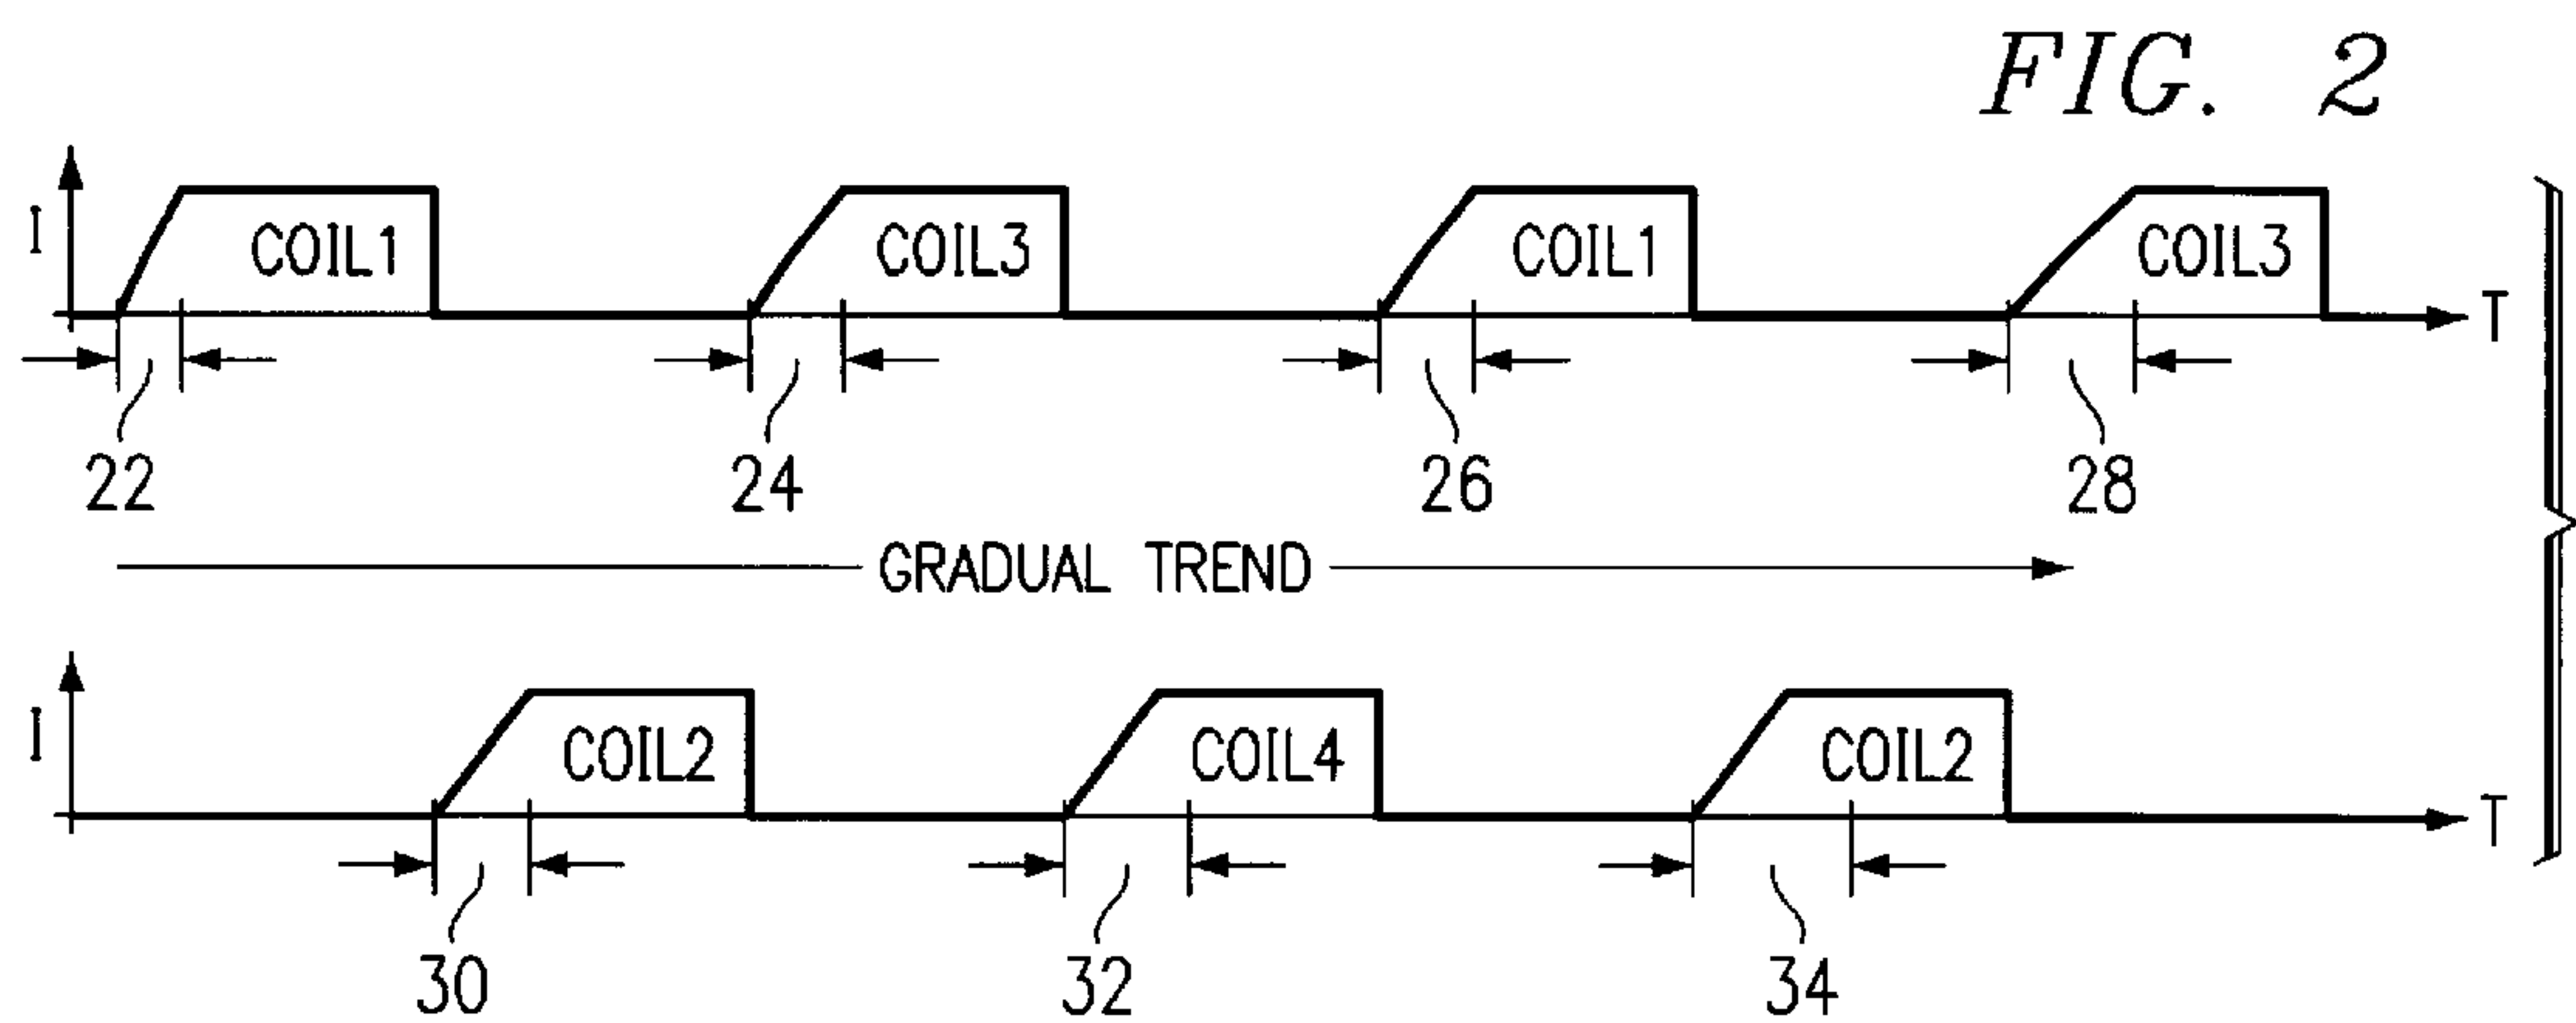 FIG. 2
I
COIL1 COIL3 COIL1 COIL3
T
22 24 26 28
GRADUAL TREND
I
COIL2 COIL4 COIL2
T
30 32 34